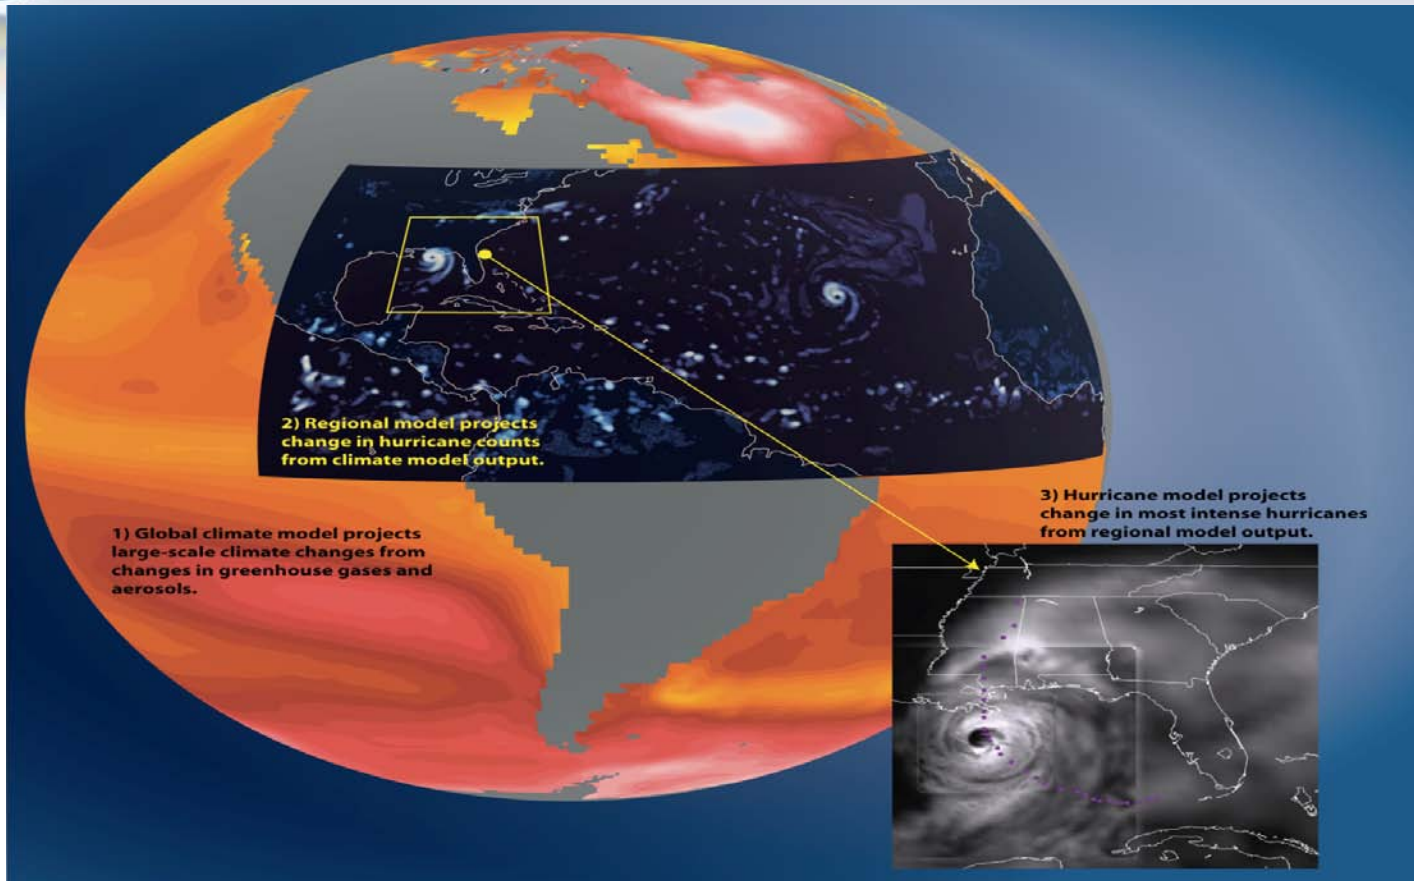 2) Regional model projects
change in hurricane counts
from climate model output.
1) Global climate model projects
large-scale climate changes from
changes in greenhouse gases and
aerosols.
3) Hurricane model projects
change in most intense hurricanes
from regional model output.